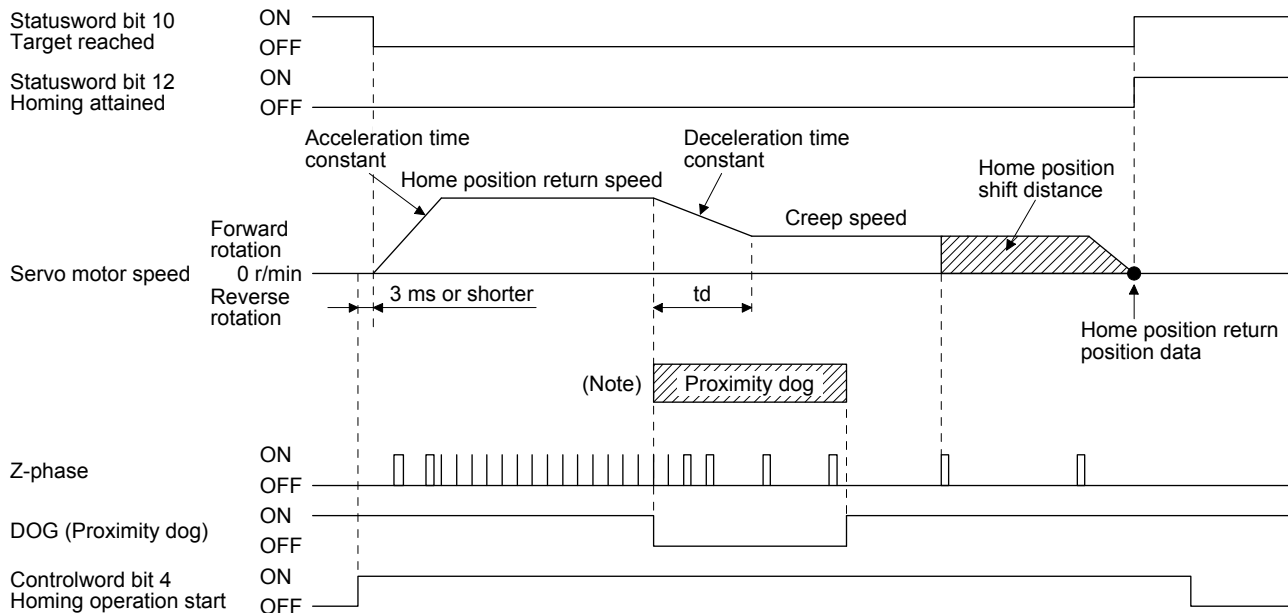 Statusword bit 10
Target reached
ON
OFF
Statusword bit 12
Homing attained
ON
OFF
Acceleration time
constant
Deceleration time
constant
Home position return speed
Home position
shift distance
Creep speed
Forward
rotation
Servo motor speed
0 r/min
Reverse
rotation
3 ms or shorter
td
Home position return
position data
(Note)
Proximity dog
Z-phase
ON
OFF
DOG (Proximity dog)
ON
OFF
Controlword bit 4
Homing operation start
ON
OFF